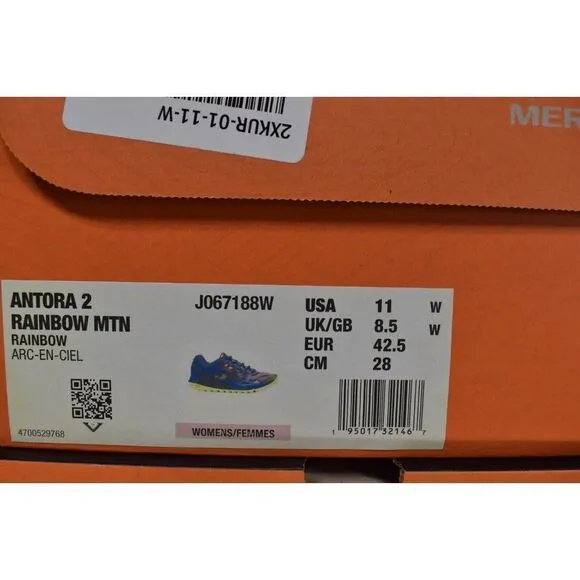 2XKUR-01-11-W
MER
ANTORA 2
RAINBOW MTN
RAINBOW
ARC-EN-CIEL
4700529768
J067188W
WOMENS/FEMMES
USA 11 W
UK/GB 8.5 W
EUR 42.5
CM 28
1 95017 32146 7